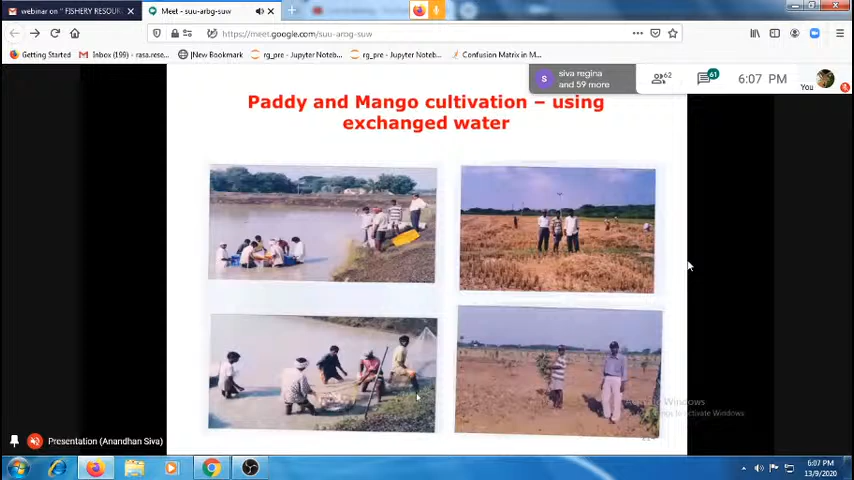 webinar on " FISHERY RESOUR
Meet - suu-arbg-suw
https://meet.google.com/suu-arbg-suw
Getting Started
Inbox (199) - rasa.rese...
New Bookmark
rg_pre - Jupyter Noteb...
rg_pre - Jupyter Noteb...
Confusion Matrix in M...
S
siva regina
and 59 more
62
61
6:07 PM
You
Paddy and Mango cultivation – using
exchanged water
Activate Windows
to activate Windows
Presentation (Anandhan Siva)
6:07 PM
13/9/2020